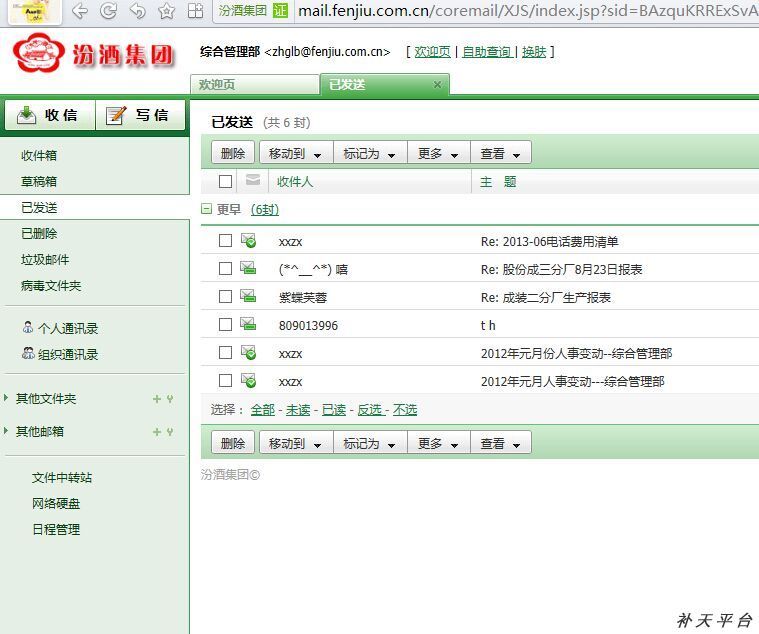 汾酒集团 证 mail.fenjiu.com.cn/coremail/XJS/index.jsp?sid=BAzquKRRExSvA
汾酒集团
综合管理部 <zhglb@fenjiu.com.cn> [ 欢迎页 | 自助查询 | 换肤 ]
欢迎页 已发送 ×
收信 写信
收件箱
草稿箱
已发送
已删除
垃圾邮件
病毒文件夹
个人通讯录
组织通讯录
其他文件夹
其他邮箱
文件中转站
网络硬盘
日程管理
已发送 (共 6 封)
删除 移动到 标记为 更多 查看
收件人 主 题
更早 (6封)
xxzx Re: 2013-06电话费用清单
(*^__^*) 嘻 Re: 股份成三分厂8月23日报表
紫蝶芙蓉 Re: 成装二分厂生产报表
809013996 t h
xxzx 2012年元月份人事变动--综合管理部
xxzx 2012年元月人事变动---综合管理部
选择： 全部 - 未读 - 已读 - 反选 - 不选
删除 移动到 标记为 更多 查看
汾酒集团©
补天平台